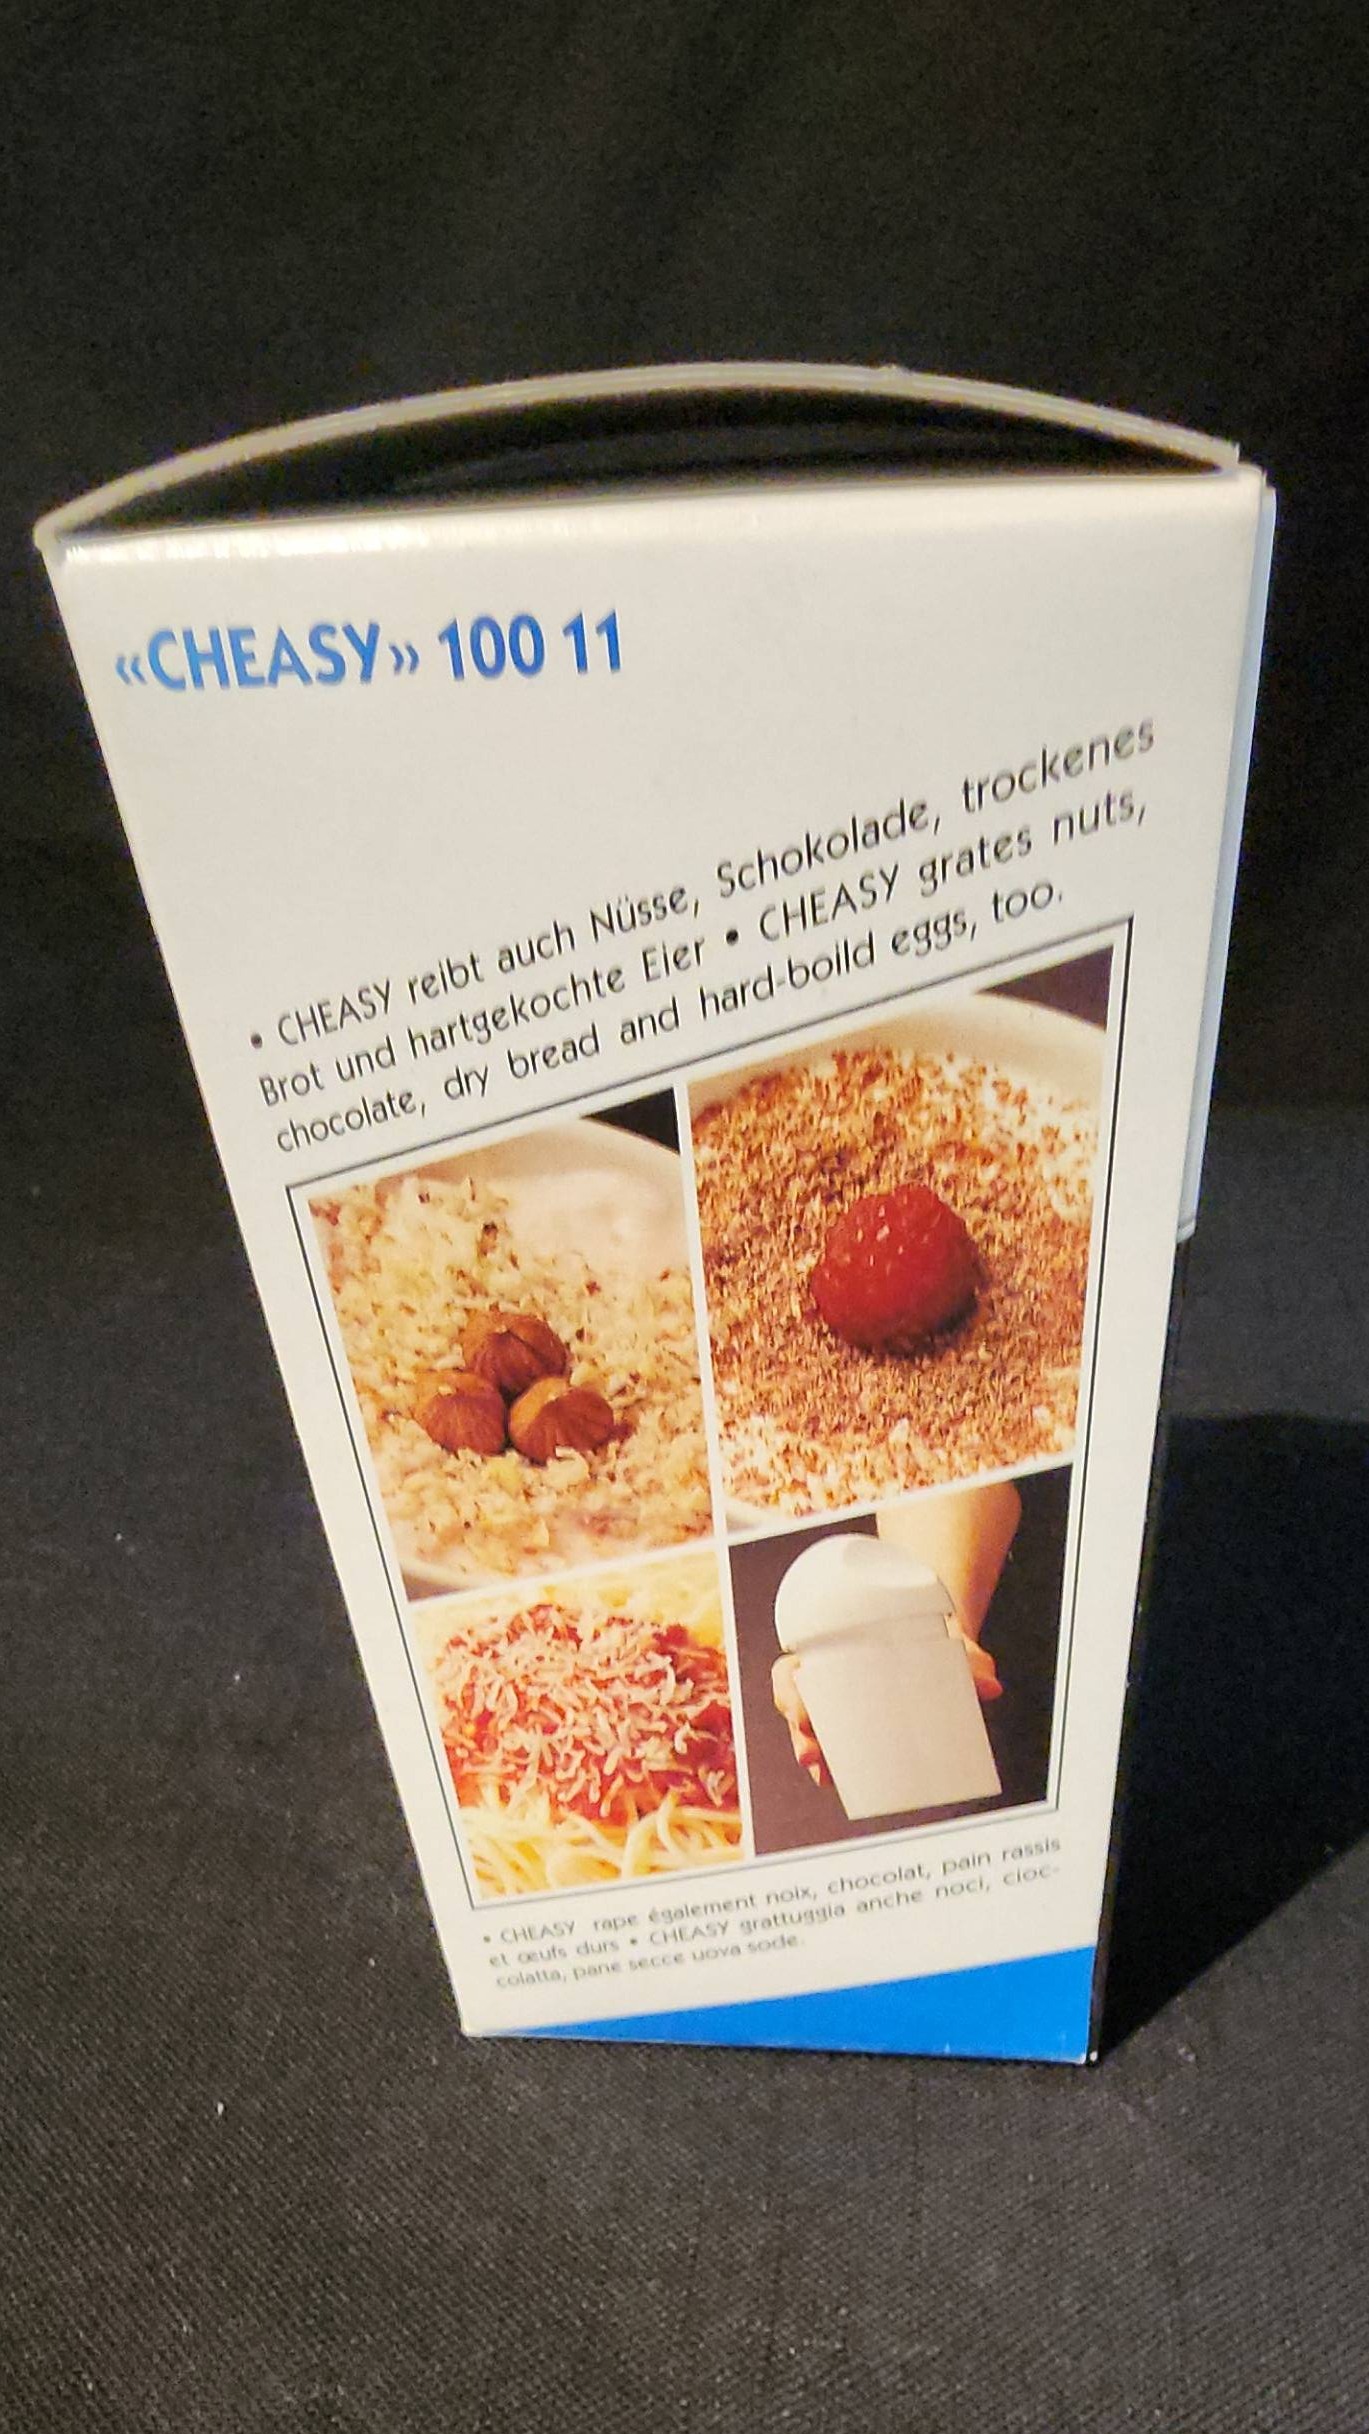 «CHEASY» 100 11
• CHEASY reibt auch Nüsse, Schokolade, trockenes
Brot und hartgekochte Eier • CHEASY grates nuts,
chocolate, dry bread and hard-boild eggs, too.
• CHEASY rape également noix, chocolat, pain rassis
et œufs durs • CHEASY grattuggia anche noci, cioc-
colatta, pane secce uova sode.